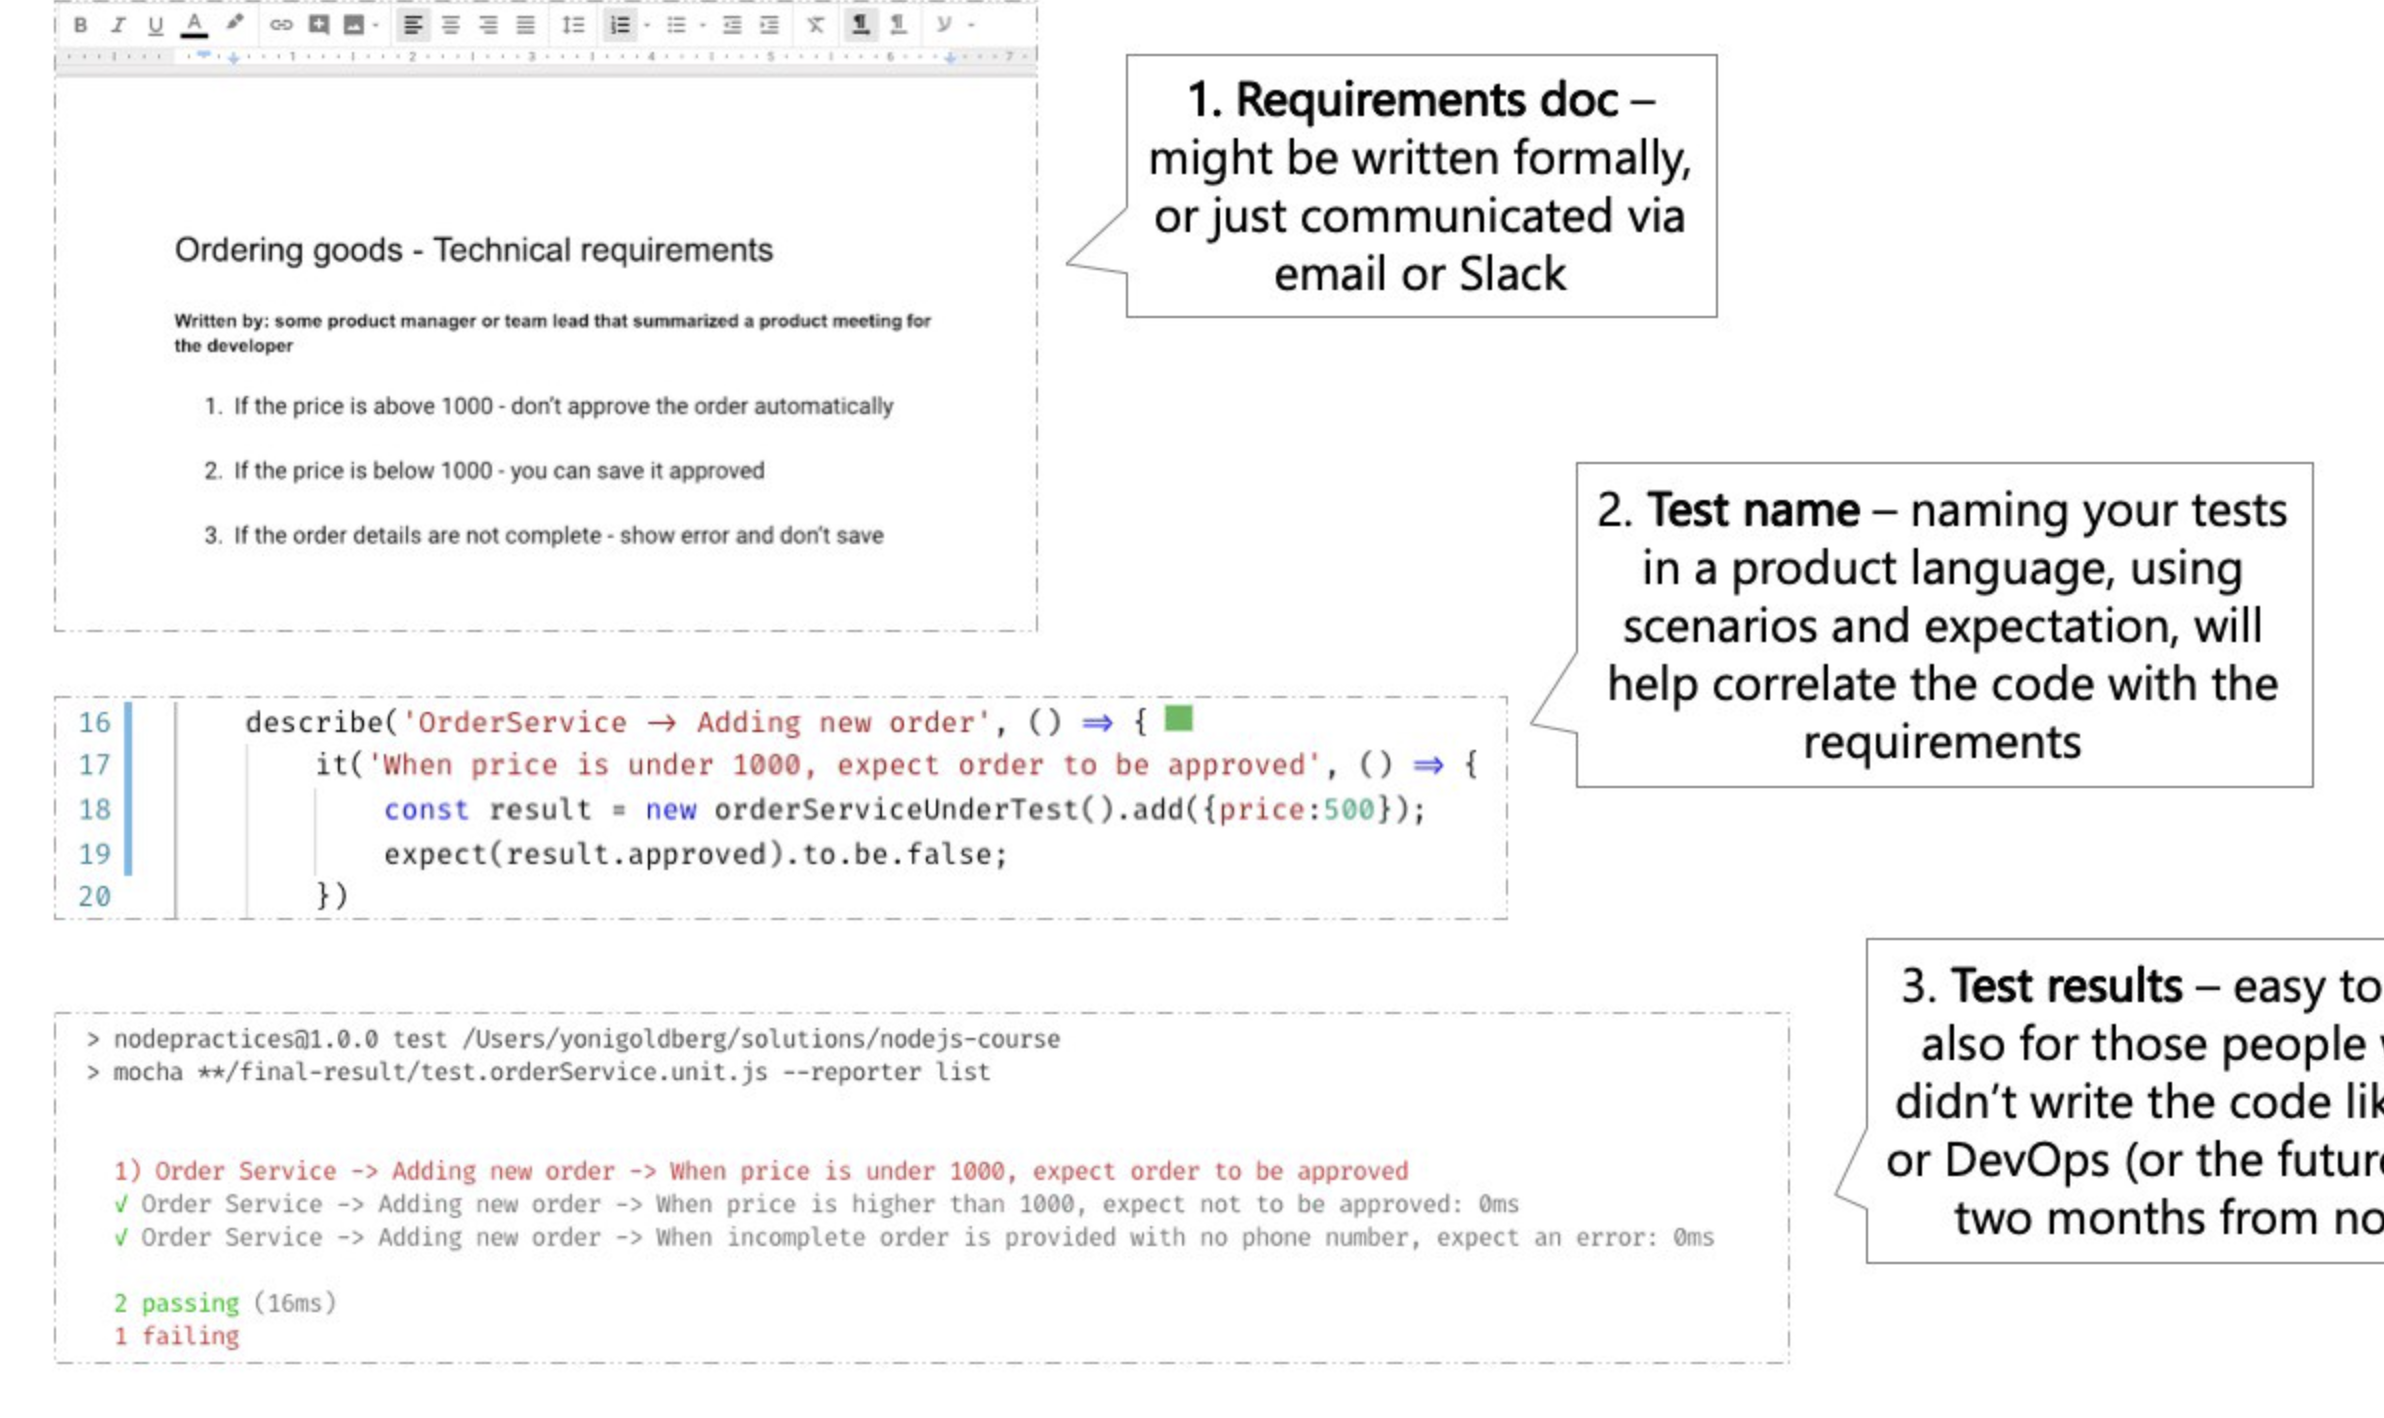 B I U A
1 2 3 4 5 6 7
1. Requirements doc –
might be written formally,
or just communicated via
email or Slack
Ordering goods - Technical requirements
Written by: some product manager or team lead that summarized a product meeting for
the developer
1. If the price is above 1000 - don't approve the order automatically
2. If the price is below 1000 - you can save it approved
3. If the order details are not complete - show error and don't save
2. Test name – naming your tests
in a product language, using
scenarios and expectation, will
help correlate the code with the
requirements
16 describe('OrderService → Adding new order', () ⇒ {
17 it('When price is under 1000, expect order to be approved', () ⇒ {
18 const result = new orderServiceUnderTest().add({price:500});
19 expect(result.approved).to.be.false;
20 })
3. Test results – easy to
also for those people
didn't write the code
or DevOps (or the
two months from
> nodepractices@1.0.0 test /Users/yonigoldberg/solutions/nodejs-course
> mocha **/final-result/test.orderService.unit.js --reporter list
1) Order Service -> Adding new order -> When price is under 1000, expect order to be approved
√ Order Service -> Adding new order -> When price is higher than 1000, expect not to be approved: 0ms
√ Order Service -> Adding new order -> When incomplete order is provided with no phone number, expect an error: 0ms
2 passing (16ms)
1 failing